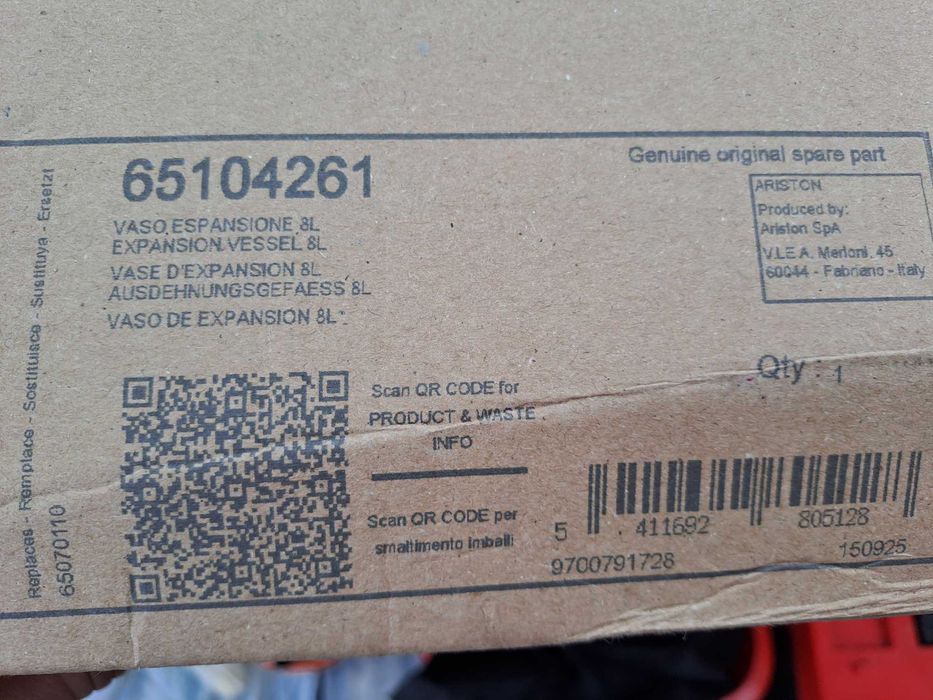 65104261
VASO ESPANSIONE 8L
EXPANSION VESSEL 8L
VASE D'EXPANSION 8L
AUSDEHNUNGSGEFAESS 8L
VASO DE EXPANSION 8L
Genuine original spare part
ARISTON
Produced by:
Ariston SpA
V.LE A. Merloni, 45
60044 - Fabriano - Italy
Replaces - Remplace - Sostituisce - Sustituya - Ersetzt
65070110
Scan QR CODE for
PRODUCT & WASTE
INFO
Scan QR CODE per
smaltimento imballi
Qty : 1
5 411692 805128
9700791728
150925